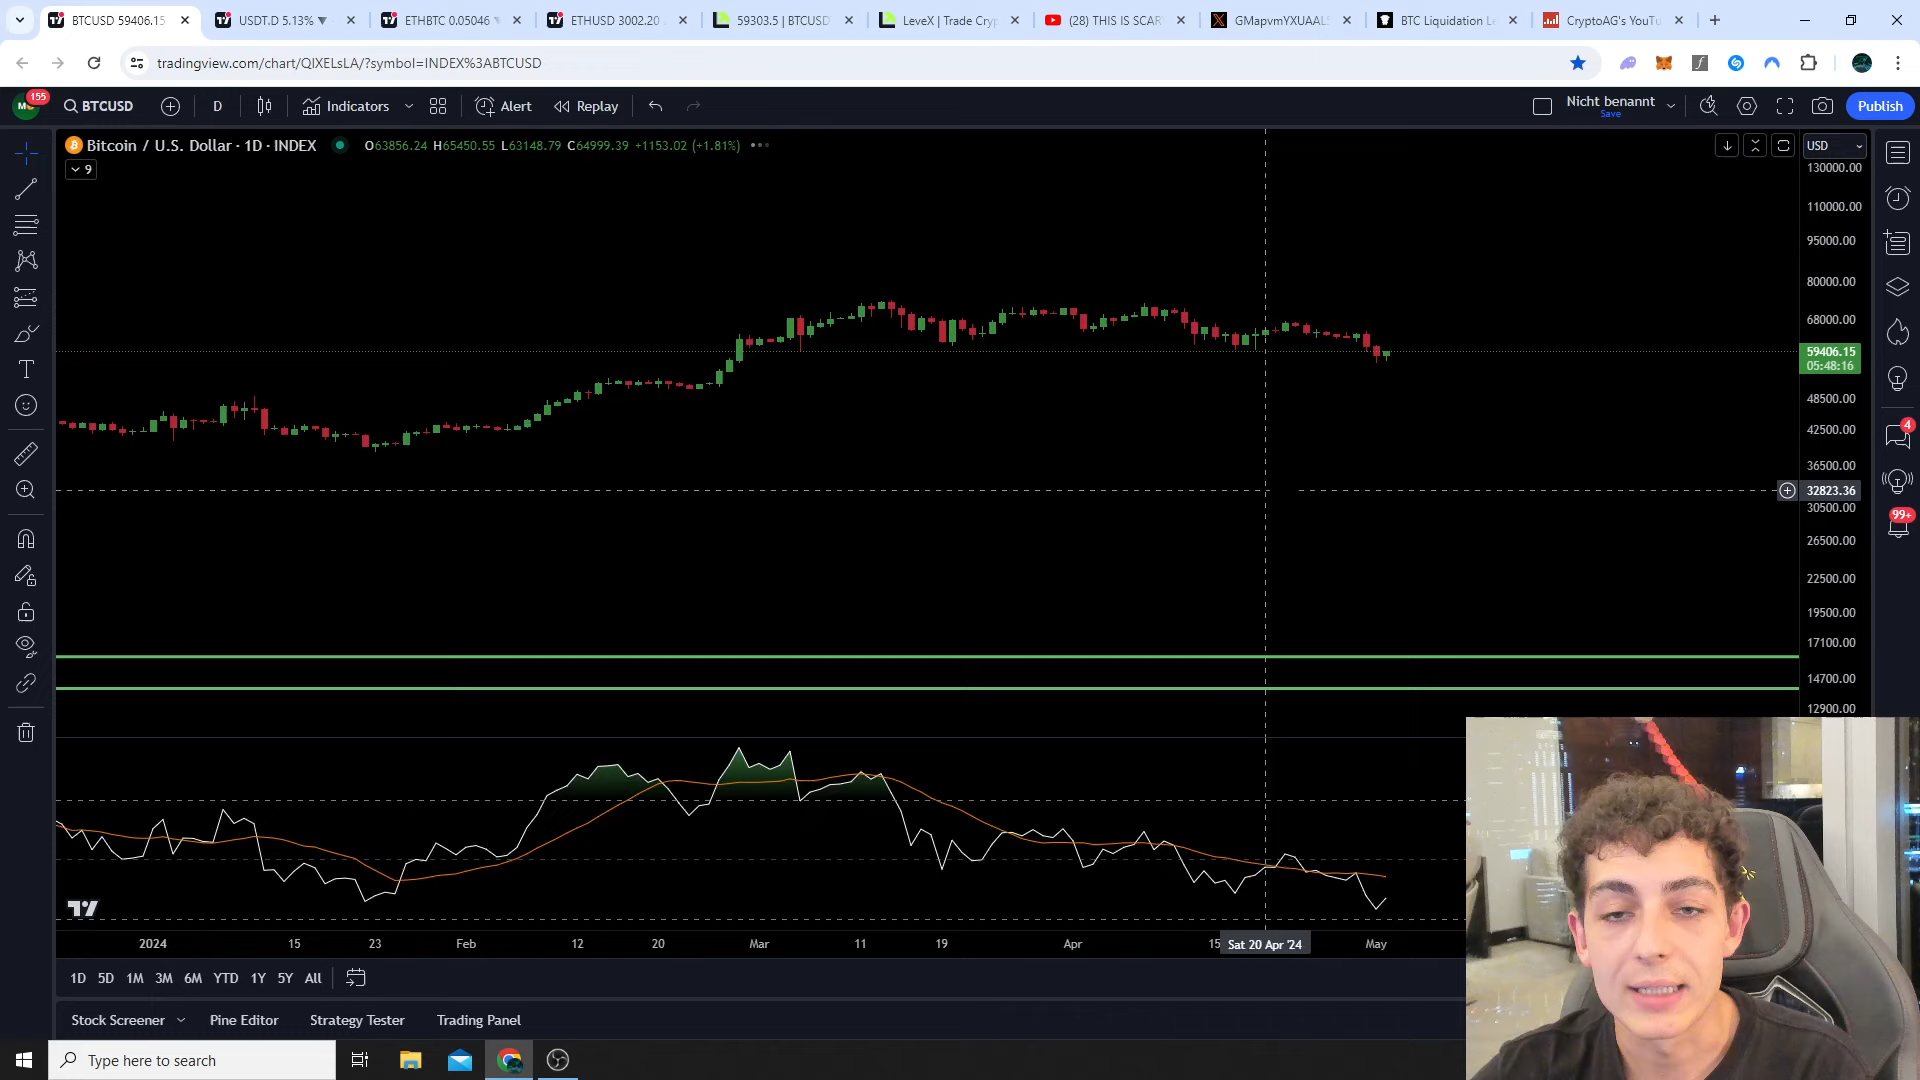 BTCUSD 59406.15
USDT.D 5.13% ▼
ETHBTC 0.05046
ETHUSD 3002.20
59303.5 | BTCUSD
LeveX | Trade Cryp
(28) THIS IS SCAR
GMapvmYXUAAL
BTC Liquidation Le
CryptoAG's YouTu
tradingview.com/chart/QIXELsLA/?symbol=INDEX%3ABTCUSD
155
BTCUSD
D
Indicators
Alert
Replay
Nicht benannt
Save
Publish
Bitcoin / U.S. Dollar · 1D · INDEX
O63856.24 H65450.55 L63148.79 C64999.39 +1153.02 (+1.81%)
USD
9
130000.00
110000.00
95000.00
80000.00
68000.00
59406.15
05:48:16
48500.00
42500.00
36500.00
32823.36
30500.00
26500.00
22500.00
19500.00
17100.00
14700.00
12900.00
4
99+
2024
15
23
Feb
12
20
Mar
11
19
Apr
15
Sat 20 Apr '24
May
1D 5D 1M 3M 6M YTD 1Y 5Y All
Stock Screener
Pine Editor
Strategy Tester
Trading Panel
Type here to search